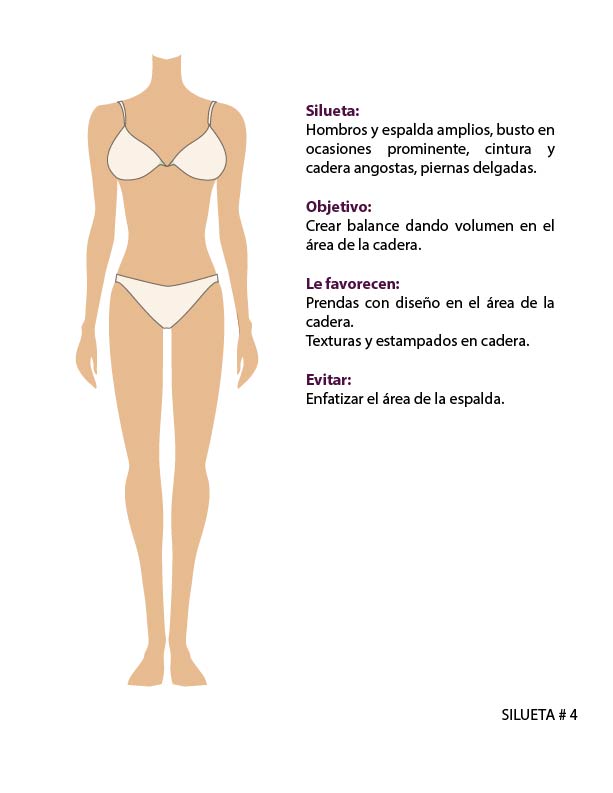 Silueta:
Hombros y espalda amplios, busto en
ocasiones prominente, cintura y
cadera angostas, piernas delgadas.
Objetivo:
Crear balance dando volumen en el
área de la cadera.
Le favorecen:
Prendas con diseño en el área de la
cadera.
Texturas y estampados en cadera.
Evitar:
Enfatizar el área de la espalda.
SILUETA # 4